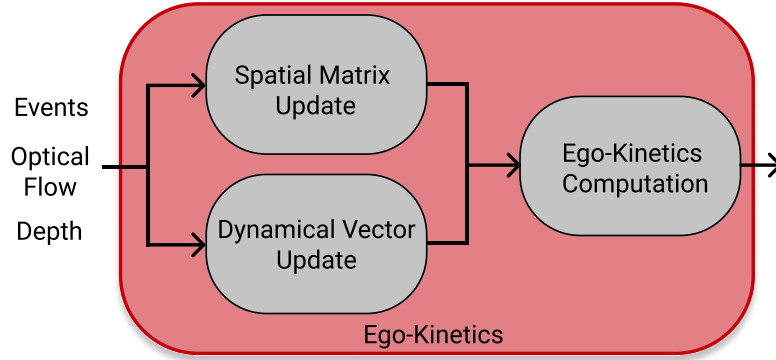 Events
Optical
Flow
Depth
Spatial Matrix
Update
Dynamical Vector
Update
Ego-Kinetics
Computation
Ego-Kinetics